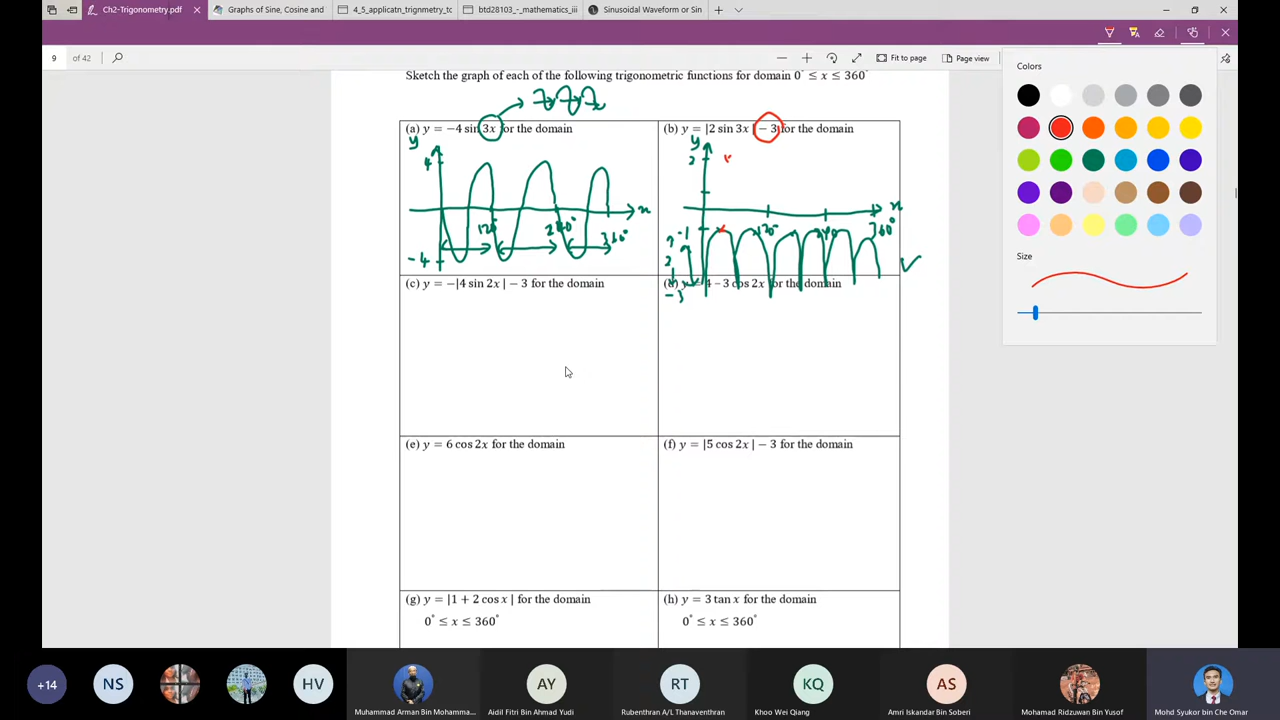 Ch2-Trigonometry.pdf
Graphs of Sine, Cosine and
4_5_applicatn_trignmetry_tc
btd28103_-_mathematics_iii
Sinusoidal Waveform or Sin
9 of 42
Fit to page
Page view
Sketch the graph of each of the following trigonometric functions for domain 0° ≤ x ≤ 360°
(a) y = −4 sin 3x for the domain
y
4
120°
240°
360°
x
−4
(b) y = |2 sin 3x | − 3 for the domain
y
2
x
-1
120°
240°
360°
-3
(c) y = −|4 sin 2x | − 3 for the domain
4 − 3 cos 2x for the domain
(e) y = 6 cos 2x for the domain
(f) y = |5 cos 2x | − 3 for the domain
(g) y = |1 + 2 cos x | for the domain
0° ≤ x ≤ 360°
(h) y = 3 tan x for the domain
0° ≤ x ≤ 360°
Colors
Size
+14
NS
HV
Muhammad Arman Bin Mohamma...
AY
Aidil Fitri Bin Ahmad Yudi
RT
Rubenthran A/L Thanaventhran
KQ
Khoo Wei Qiang
AS
Amri Iskandar Bin Soberi
Mohamad Ridzuwan Bin Yusof
Mohd Syukor bin Che Omar